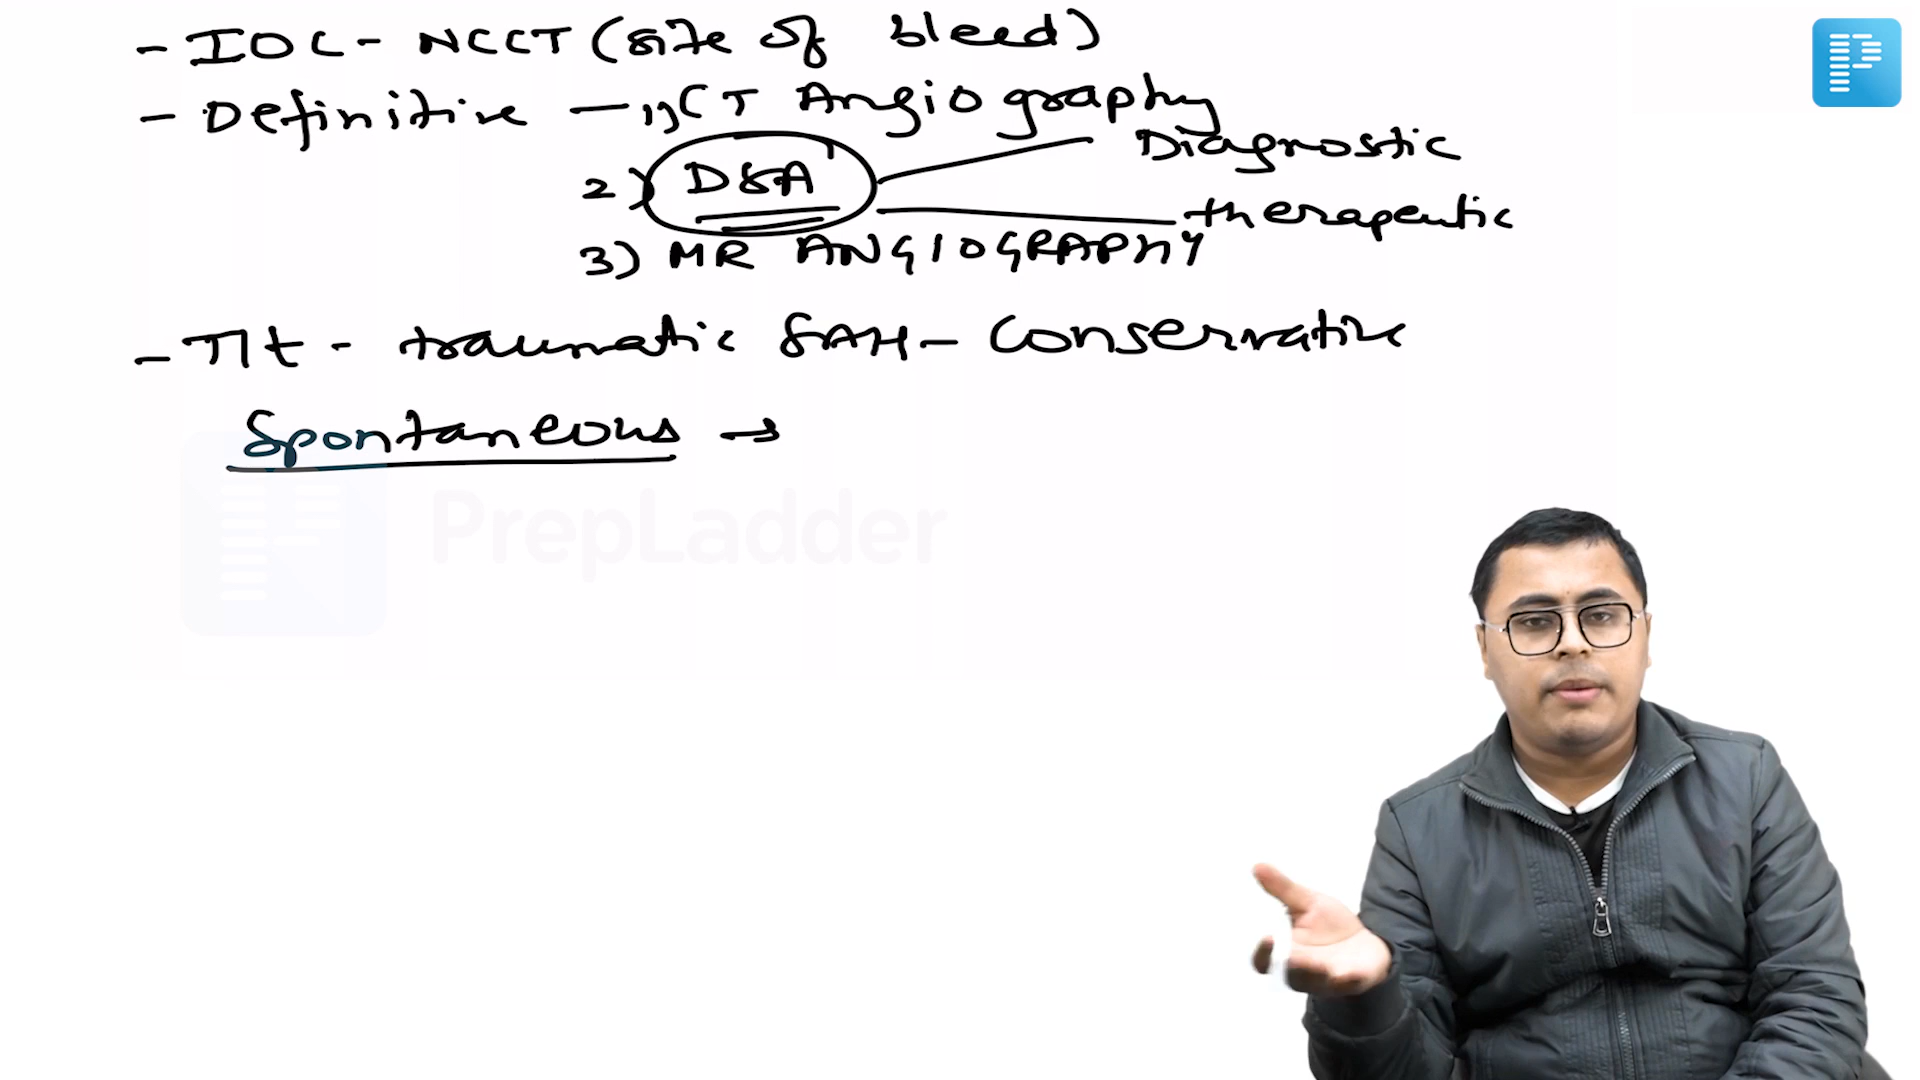 - IOC - NCCT (site of bleed)
- Definitive - 1) CT Angiography
2) DSA
Diagnostic
therapeutic
3) MR ANGIOGRAPHY
- T/t - traumatic SAH - Conservative
Spontaneous →
PrepLadder